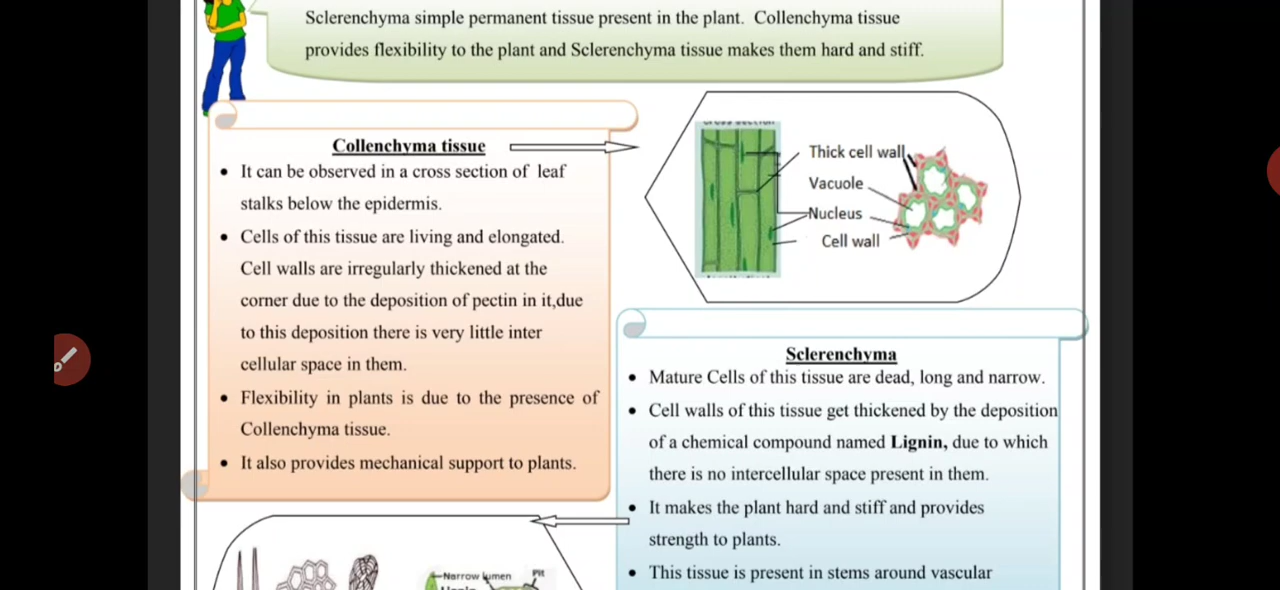 Sclerenchyma simple permanent tissue present in the plant. Collenchyma tissue
provides flexibility to the plant and Sclerenchyma tissue makes them hard and stiff.
Collenchyma tissue
• It can be observed in a cross section of leaf
stalks below the epidermis.
• Cells of this tissue are living and elongated.
Cell walls are irregularly thickened at the
corner due to the deposition of pectin in it,due
to this deposition there is very little inter
cellular space in them.
• Flexibility in plants is due to the presence of
Collenchyma tissue.
• It also provides mechanical support to plants.
Thick cell wall
Vacuole
Nucleus
Cell wall
Sclerenchyma
• Mature Cells of this tissue are dead, long and narrow.
• Cell walls of this tissue get thickened by the deposition
of a chemical compound named Lignin, due to which
there is no intercellular space present in them.
• It makes the plant hard and stiff and provides
strength to plants.
• This tissue is present in stems around vascular
Narrow lumen
Pit